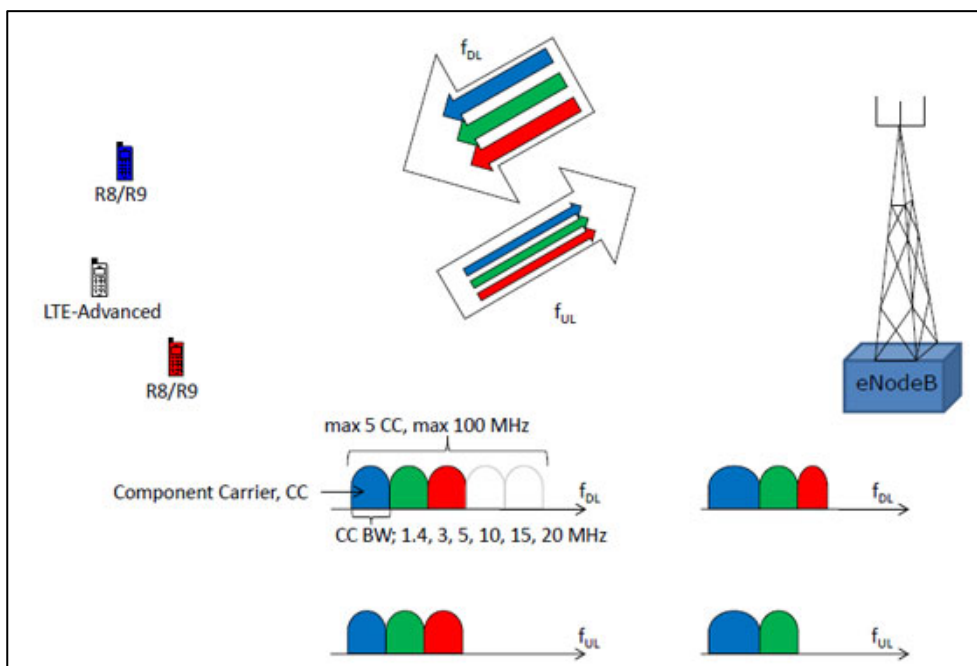 fDL
R8/R9
LTE-Advanced
fUL
R8/R9
eNodeB
max 5 CC, max 100 MHz
Component Carrier, CC
fDL
fDL
CC BW; 1.4, 3, 5, 10, 15, 20 MHz
fUL
fUL